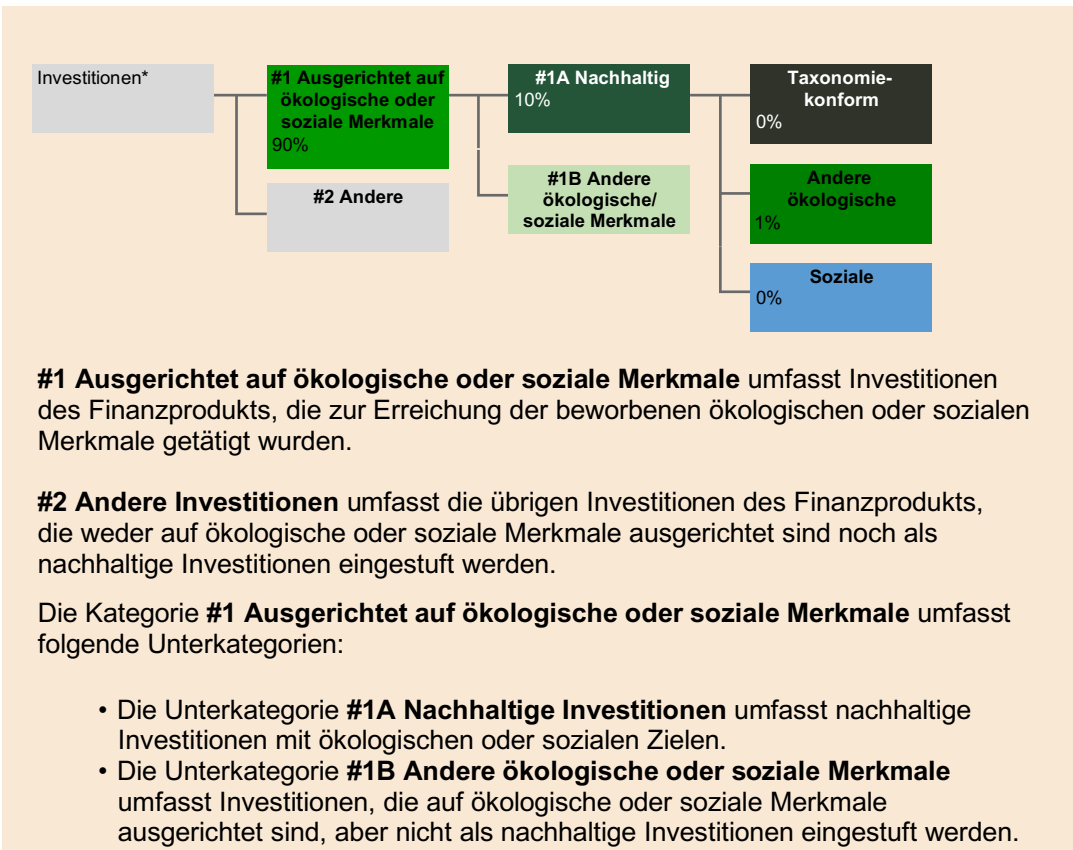 Investitionen*
#1 Ausgerichtet auf
ökologische oder
soziale Merkmale
90%
#2 Andere
#1A Nachhaltig
10%
#1B Andere
ökologische/
soziale Merkmale
Taxonomie-
konform
0%
Andere
ökologische
1%
Soziale
0%
#1 Ausgerichtet auf ökologische oder soziale Merkmale umfasst Investitionen
des Finanzprodukts, die zur Erreichung der beworbenen ökologischen oder sozialen
Merkmale getätigt wurden.
#2 Andere Investitionen umfasst die übrigen Investitionen des Finanzprodukts,
die weder auf ökologische oder soziale Merkmale ausgerichtet sind noch als
nachhaltige Investitionen eingestuft werden.
Die Kategorie #1 Ausgerichtet auf ökologische oder soziale Merkmale umfasst
folgende Unterkategorien:
• Die Unterkategorie #1A Nachhaltige Investitionen umfasst nachhaltige
Investitionen mit ökologischen oder sozialen Zielen.
• Die Unterkategorie #1B Andere ökologische oder soziale Merkmale
umfasst Investitionen, die auf ökologische oder soziale Merkmale
ausgerichtet sind, aber nicht als nachhaltige Investitionen eingestuft werden.